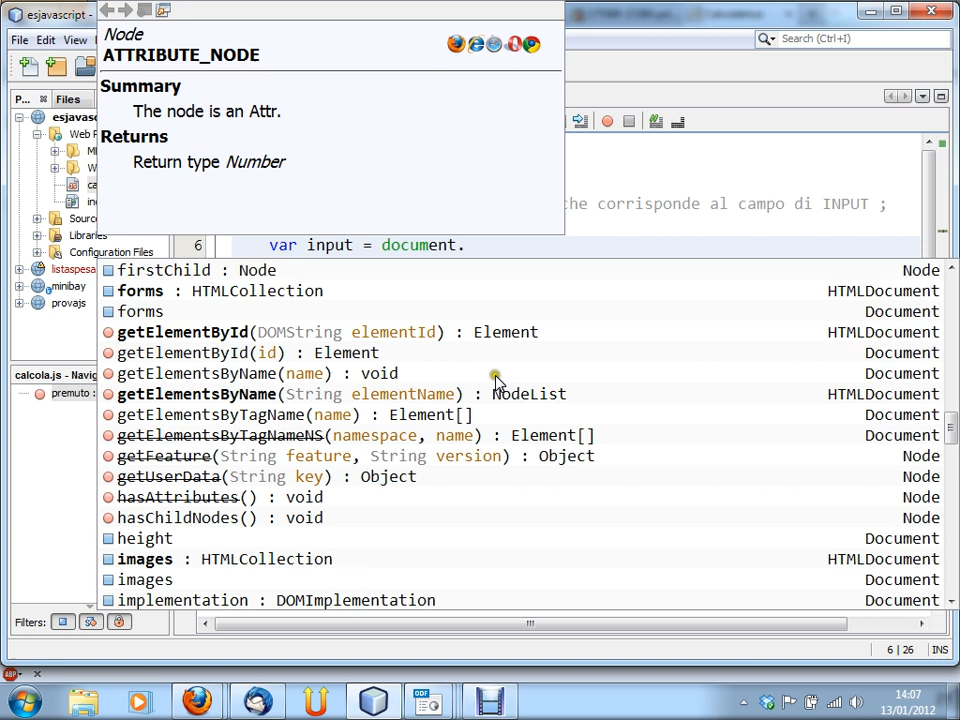 esjavascript -
File Edit View
Search (Ctrl+I)
Node
ATTRIBUTE_NODE
Summary
The node is an Attr.
Returns
Return type Number
P... Files
esjavasc
Web P
M
W
ca
in
Source
Libraries
Configuration Files
listaspesa
minibay
provajs
che corrisponde al campo di INPUT ;
6 var input = document.
firstChild : Node Node
forms : HTMLCollection HTMLDocument
forms Document
getElementById(DOMString elementId) : Element HTMLDocument
getElementById(id) : Element Document
getElementsByName(name) : void Document
getElementsByName(String elementName) : NodeList HTMLDocument
getElementsByTagName(name) : Element[] Document
getElementsByTagNameNS(namespace, name) : Element[] Document
getFeature(String feature, String version) : Object Node
getUserData(String key) : Object Node
hasAttributes() : void Node
hasChildNodes() : void Node
height Document
images : HTMLCollection HTMLDocument
images Document
implementation : DOMImplementation Document
calcola.js - Navig
premuto :
Filters:
6 | 26 INS
ABP
ODF
14:07
13/01/2012